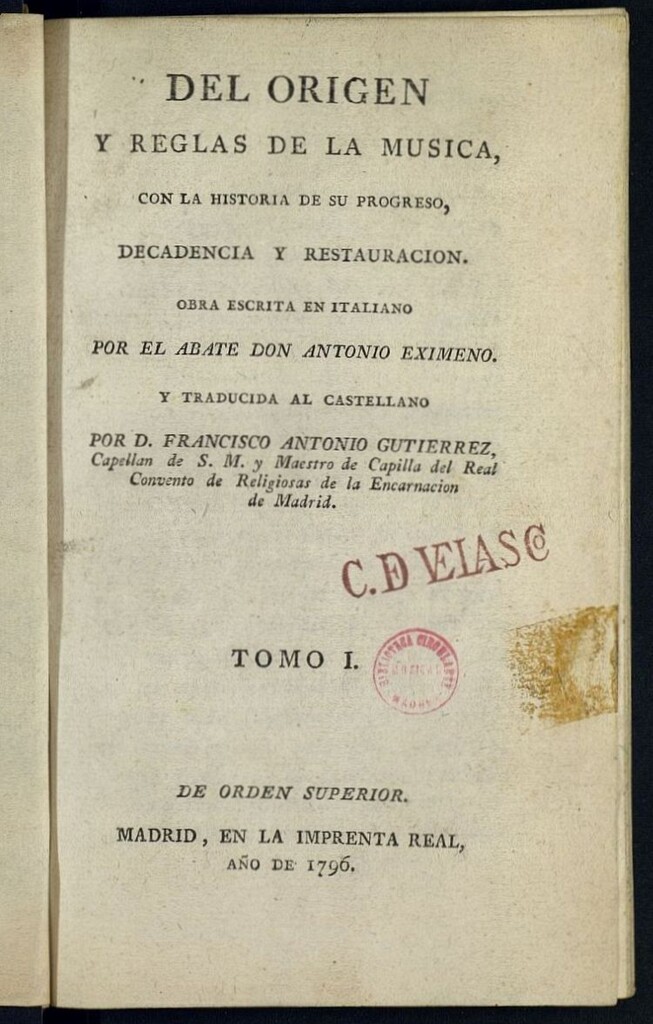 DEL ORIGEN
Y REGLAS DE LA MUSICA,
CON LA HISTORIA DE SU PROGRESO,
DECADENCIA Y RESTAURACION.
OBRA ESCRITA EN ITALIANO
POR EL ABATE DON ANTONIO EXIMENO.
Y TRADUCIDA AL CASTELLANO
POR D. FRANCISCO ANTONIO GUTIERREZ,
Capellan de S. M. y Maestro de Capilla del Real
Convento de Religiosas de la Encarnacion
de Madrid.
C. D VELASCO
TOMO I.
BIBLIOTECA CIRCULANTE
DE ORDEN SUPERIOR.
MADRID, EN LA IMPRENTA REAL,
AÑO DE 1796.